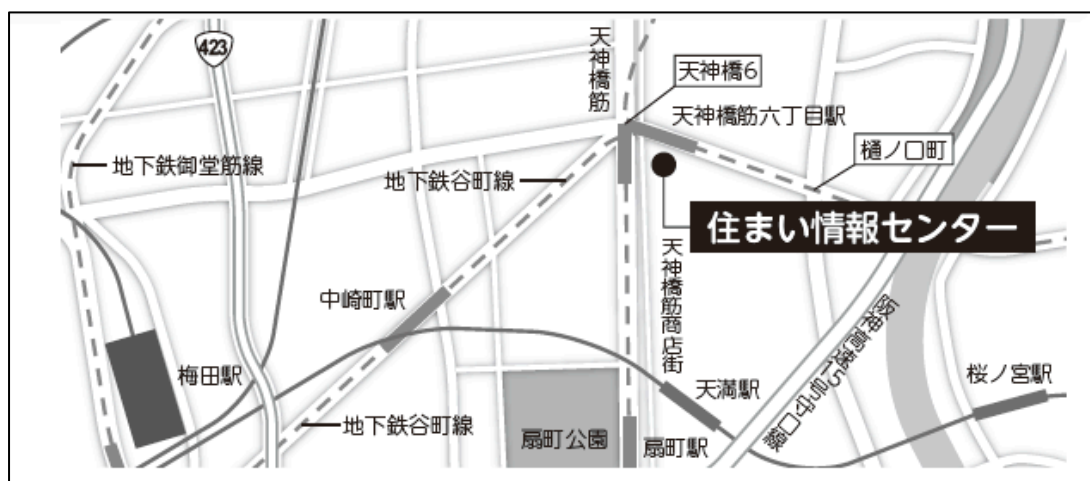 423
天神橋筋
天神橋6
天神橋筋六丁目駅
樋ノ口町
地下鉄御堂筋線
地下鉄谷町線
住まい情報センター
天神橋筋商店街
中崎町駅
阪神高速12号守口線
梅田駅
天満駅
桜ノ宮駅
地下鉄谷町線
扇町公園
扇町駅